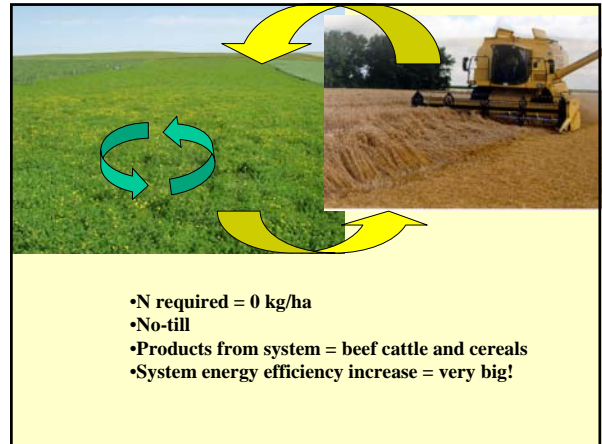 •N required = 0 kg/ha
•No-till
•Products from system = beef cattle and cereals
•System energy efficiency increase = very big!